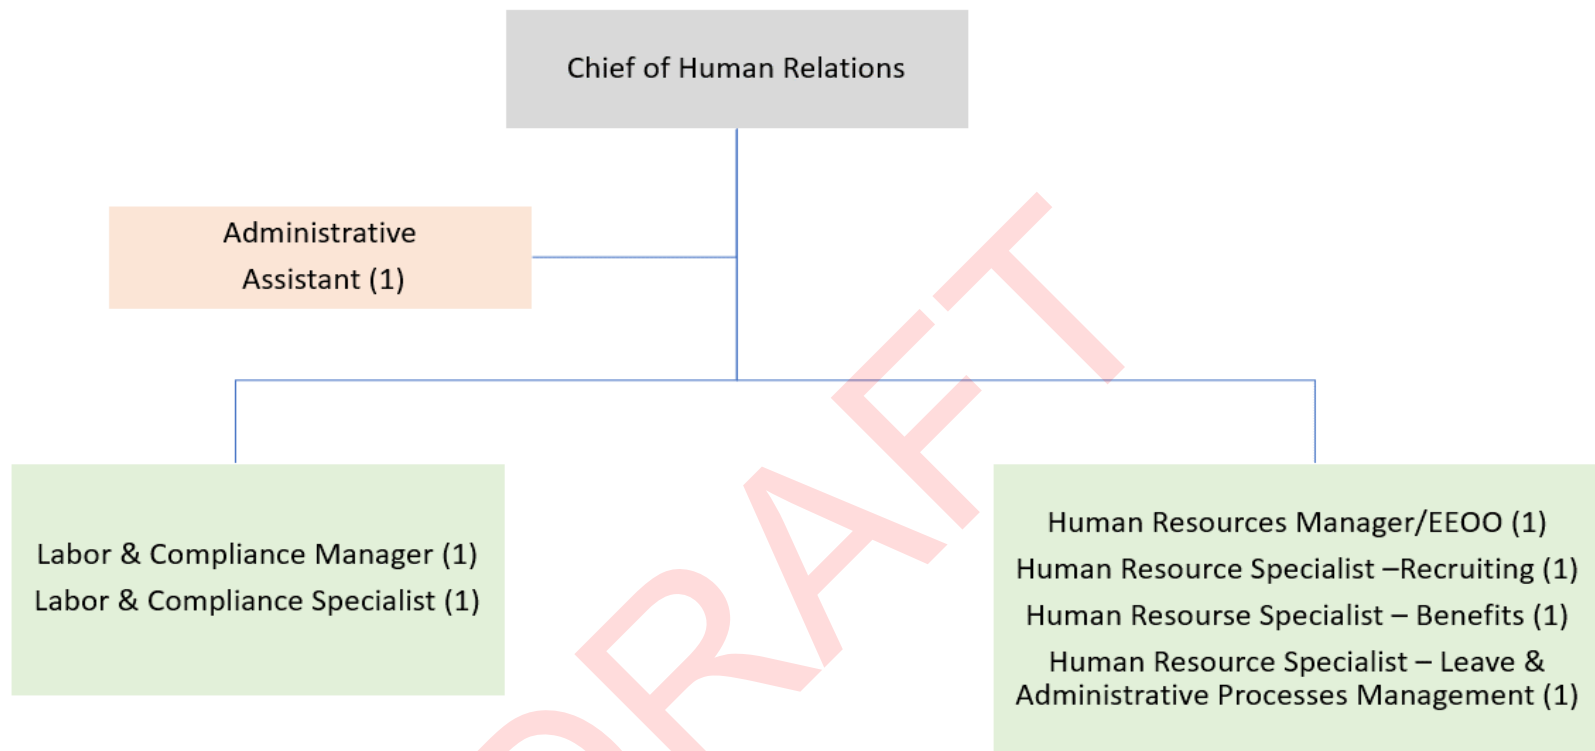 Chief of Human Relations
Administrative
Assistant (1)
Labor & Compliance Manager (1)
Labor & Compliance Specialist (1)
Human Resources Manager/EEOO (1)
Human Resource Specialist –Recruiting (1)
Human Resourse Specialist – Benefits (1)
Human Resource Specialist – Leave &
Administrative Processes Management (1)
DRAFT